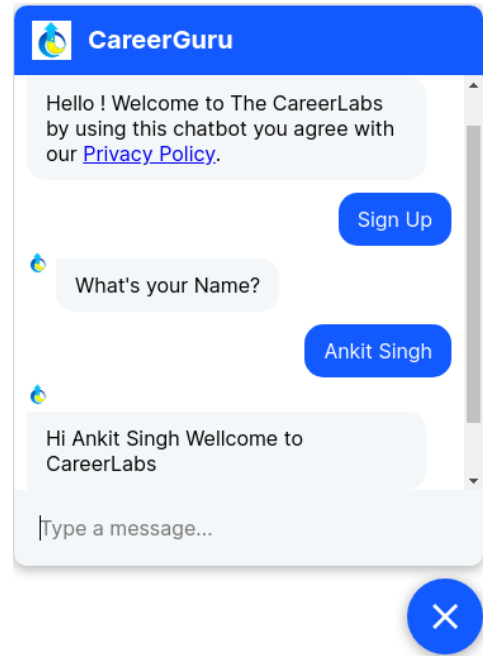 CareerGuru
Hello ! Welcome to The CareerLabs
by using this chatbot you agree with
our Privacy Policy.
Sign Up
What's your Name?
Ankit Singh
Hi Ankit Singh Wellcome to
CareerLabs
Type a message...